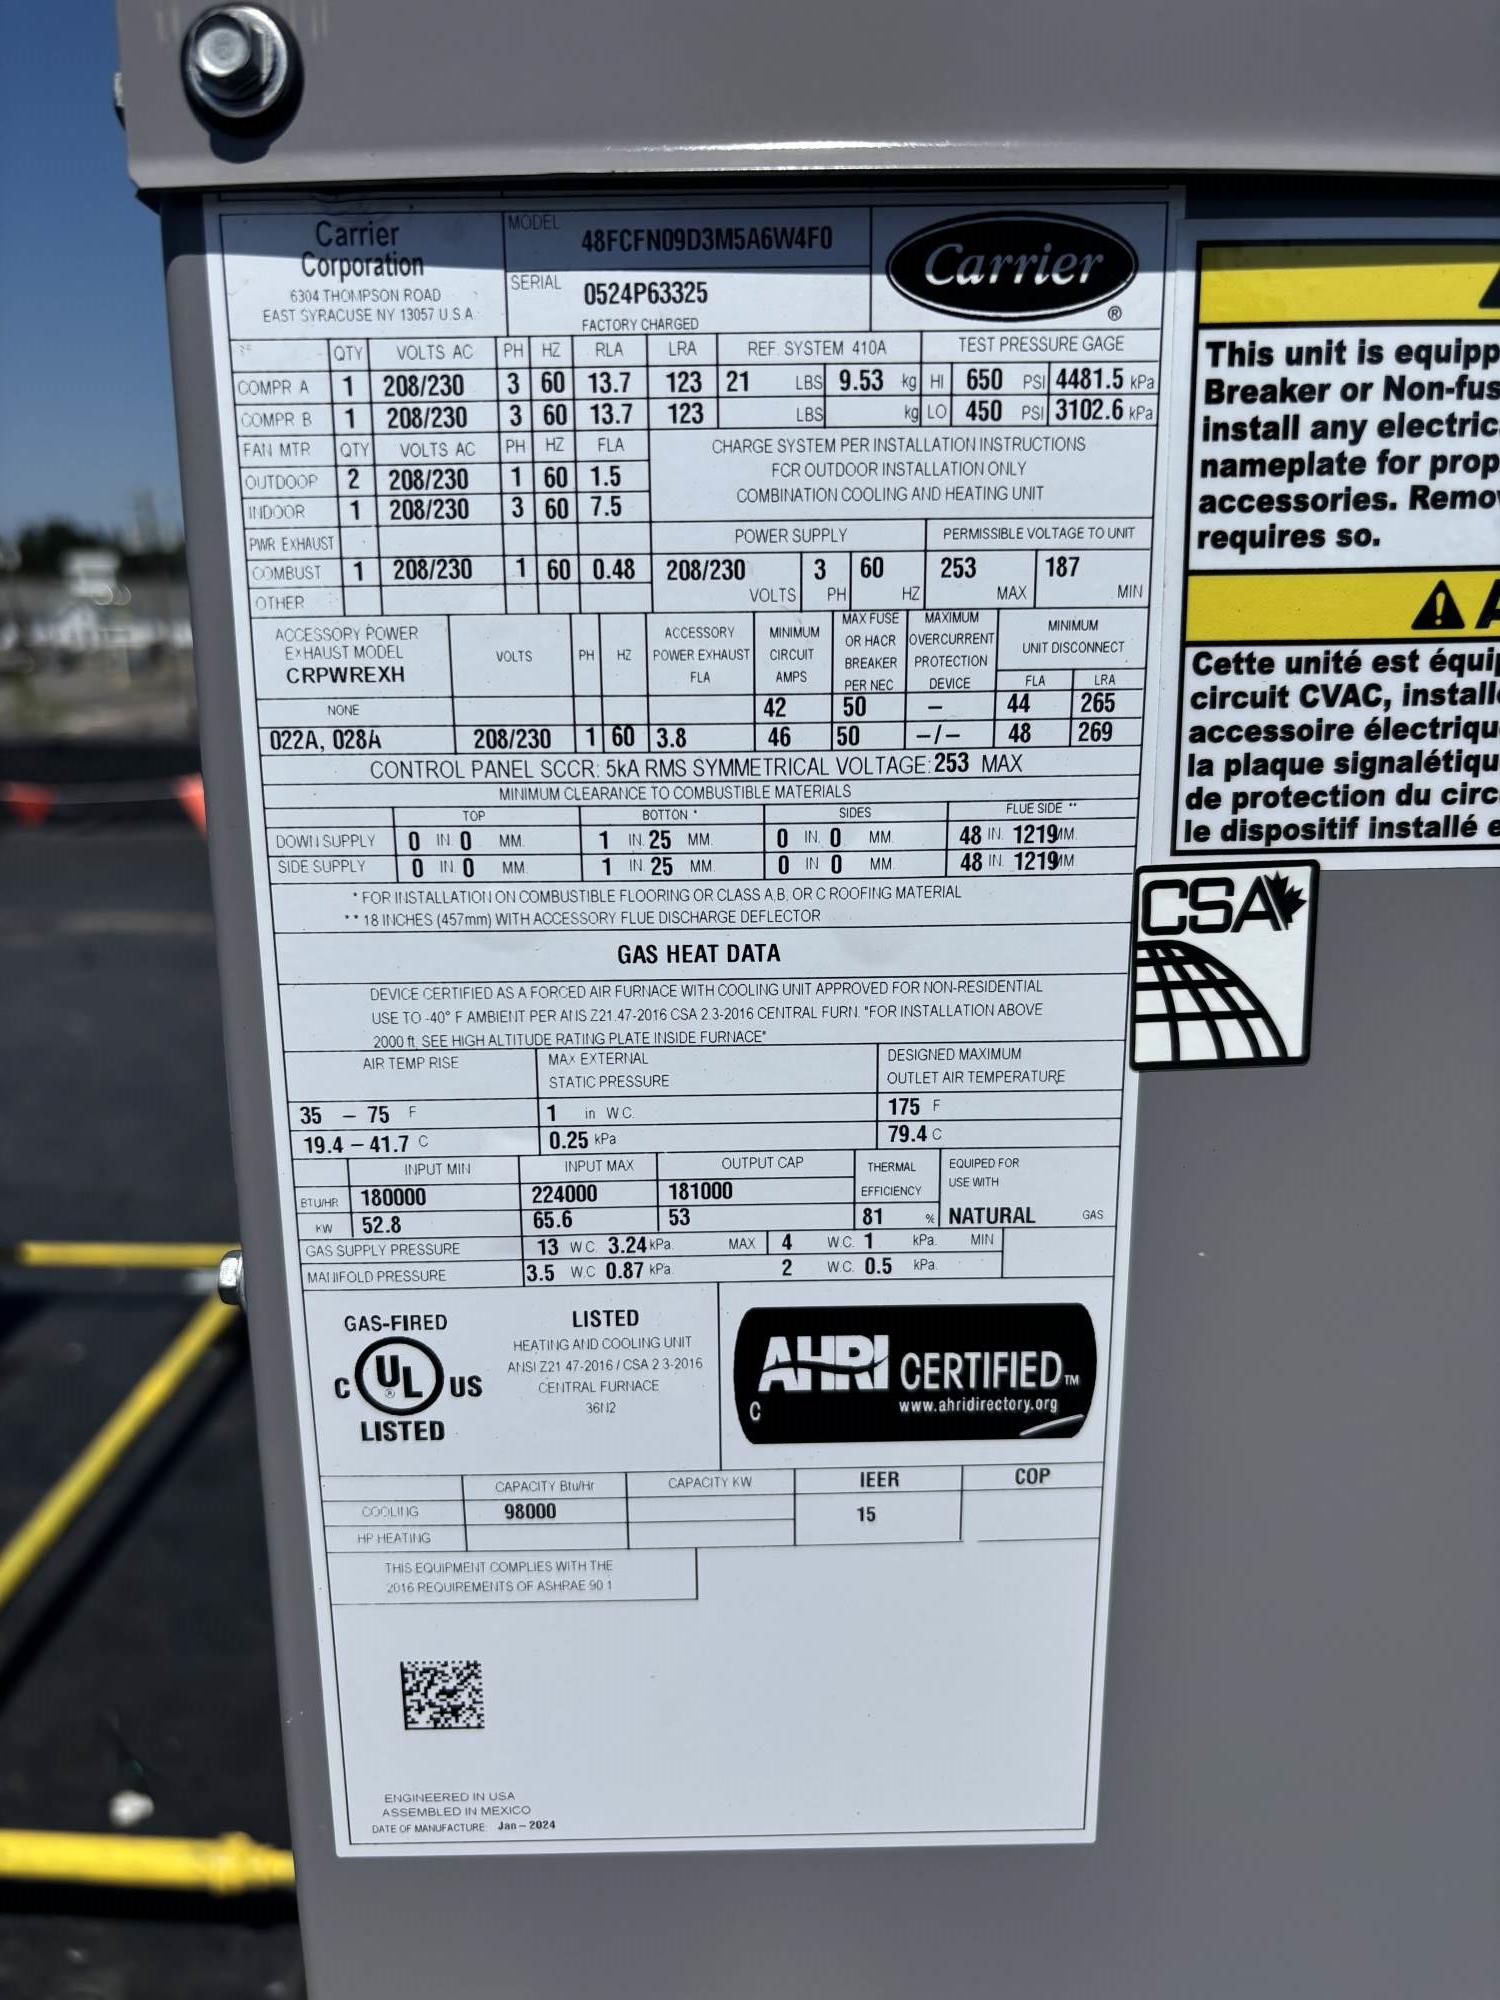 Carrier
Corporation
6304 THOMPSON ROAD
EAST SYRACUSE NY 13057 U.S.A.
MODEL 48FCFN09D3M5A6W4F0
SERIAL 0524P63325
FACTORY CHARGED
Carrier ®
QTY VOLTS AC PH HZ RLA LRA REF. SYSTEM 410A TEST PRESSURE GAGE
COMPR A 1 208/230 3 60 13.7 123 21 LBS 9.53 kg HI 650 PSI 4481.5 kPa
COMPR B 1 208/230 3 60 13.7 123 LBS kg LO 450 PSI 3102.6 kPa
FAN MTR QTY VOLTS AC PH HZ FLA
OUTDOOR 2 208/230 1 60 1.5
INDOOR 1 208/230 3 60 7.5
CHARGE SYSTEM PER INSTALLATION INSTRUCTIONS
FOR OUTDOOR INSTALLATION ONLY
COMBINATION COOLING AND HEATING UNIT
PWR EXHAUST POWER SUPPLY PERMISSIBLE VOLTAGE TO UNIT
COMBUST 1 208/230 1 60 0.48 208/230 VOLTS 3 PH 60 HZ 253 MAX 187 MIN
OTHER
ACCESSORY POWER
EXHAUST MODEL
CRPWREXH
VOLTS PH HZ
ACCESSORY
POWER EXHAUST
FLA
MINIMUM
CIRCUIT
AMPS
MAX FUSE
OR HACR
BREAKER
PER NEC
MAXIMUM
OVERCURRENT
PROTECTION
DEVICE
MINIMUM
UNIT DISCONNECT
FLA LRA
NONE 42 50 – 44 265
022A, 028A 208/230 1 60 3.8 46 50 –/– 48 269
CONTROL PANEL SCCR: 5kA RMS SYMMETRICAL VOLTAGE: 253 MAX
MINIMUM CLEARANCE TO COMBUSTIBLE MATERIALS
TOP BOTTON * SIDES FLUE SIDE **
DOWN SUPPLY 0 IN 0 MM. 1 IN. 25 MM. 0 IN. 0 MM. 48 IN. 1219 MM.
SIDE SUPPLY 0 IN. 0 MM. 1 IN 25 MM. 0 IN 0 MM. 48 IN. 1219 MM
* FOR INSTALLATION ON COMBUSTIBLE FLOORING OR CLASS A,B, OR C ROOFING MATERIAL
** 18 INCHES (457mm) WITH ACCESSORY FLUE DISCHARGE DEFLECTOR
GAS HEAT DATA
DEVICE CERTIFIED AS A FORCED AIR FURNACE WITH COOLING UNIT APPROVED FOR NON-RESIDENTIAL
USE TO -40° F AMBIENT PER ANS Z21.47-2016 CSA 2.3-2016 CENTRAL FURN. "FOR INSTALLATION ABOVE
2000 ft, SEE HIGH ALTITUDE RATING PLATE INSIDE FURNACE"
AIR TEMP RISE
MAX EXTERNAL
STATIC PRESSURE
DESIGNED MAXIMUM
OUTLET AIR TEMPERATURE
35 – 75 F 1 in W.C. 175 F
19.4 – 41.7 C 0.25 kPa 79.4 C
INPUT MIN INPUT MAX OUTPUT CAP
THERMAL
EFFICIENCY
EQUIPED FOR
USE WITH
BTU/HR 180000 224000 181000
KW 52.8 65.6 53 81 % NATURAL GAS
GAS SUPPLY PRESSURE 13 W.C. 3.24 kPa. MAX 4 W.C. 1 kPa. MIN
MANIFOLD PRESSURE 3.5 W.C 0.87 kPa. 2 W.C. 0.5 kPa.
GAS-FIRED
C UL ® US
LISTED
LISTED
HEATING AND COOLING UNIT
ANSI Z21.47-2016 / CSA 2.3-2016
CENTRAL FURNACE
36N2
AHRI CERTIFIED™
C
www.ahridirectory.org
CAPACITY Btu/Hr CAPACITY KW IEER COP
COOLING 98000 15
HP HEATING
THIS EQUIPMENT COMPLIES WITH THE
2016 REQUIREMENTS OF ASHRAE 90.1
ENGINEERED IN USA
ASSEMBLED IN MEXICO
DATE OF MANUFACTURE: Jan – 2024
This unit is equipp
Breaker or Non-fus
install any electric
nameplate for prop
accessories. Remo
requires so.
Cette unité est équip
circuit CVAC, install
accessoire électriqu
la plaque signalétiqu
de protection du circ
le dispositif installé e
CSA